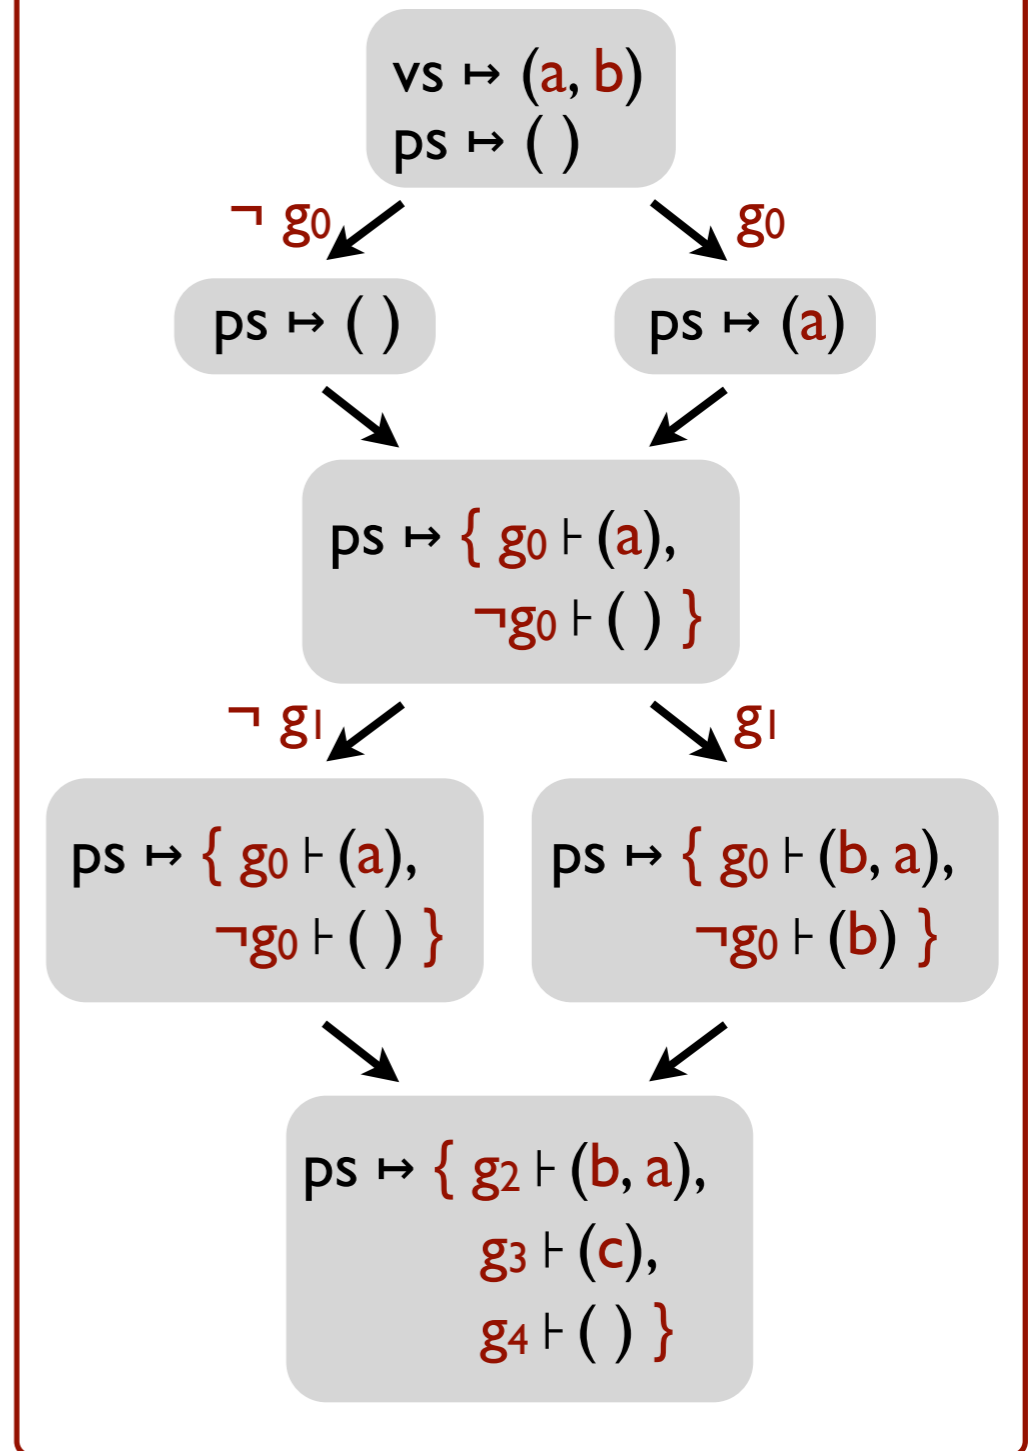 vs ↦ (a, b)
ps ↦ ( )
¬ g0
g0
ps ↦ ( )
ps ↦ (a)
ps ↦ { g0 ⊦ (a),
¬g0 ⊦ ( ) }
¬ g1
g1
ps ↦ { g0 ⊦ (a),
¬g0 ⊦ ( ) }
ps ↦ { g0 ⊦ (b, a),
¬g0 ⊦ (b) }
ps ↦ { g2 ⊦ (b, a),
g3 ⊦ (c),
g4 ⊦ ( ) }